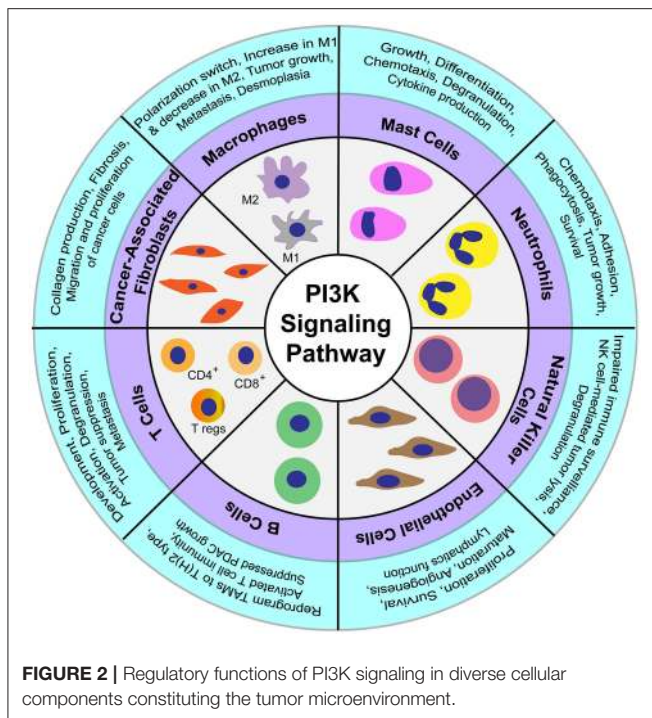 PI3K
Signaling
Pathway
Macrophages
Polarization switch, Increase in M1
& decrease in M2, Tumor growth,
Metastasis, Desmoplasia
M2
M1
Mast Cells
Growth, Differentiation,
Chemotaxis, Degranulation,
Cytokine production
Neutrophils
Chemotaxis, Adhesion,
Phagocytosis, Tumor growth,
Survival
Natural Killer
Cells
Impaired immune surveillance,
NK cell-mediated tumor lysis,
Degranulation
Endothelial Cells
Proliferation, Survival,
Maturation, Angiogenesis,
Lymphatics function
B Cells
Reprogram TAMs to T(H)2 type,
Activated T cell immunity,
Suppressed PDAC growth
T Cells
Development, Proliferation,
Activation, Degranulation,
Tumor suppression,
Metastasis
CD4+
CD8+
T regs
Cancer-Associated
Fibroblasts
Collagen production, Fibrosis,
Migration and proliferation
of cancer cells
FIGURE 2 | Regulatory functions of PI3K signaling in diverse cellular
components constituting the tumor microenvironment.